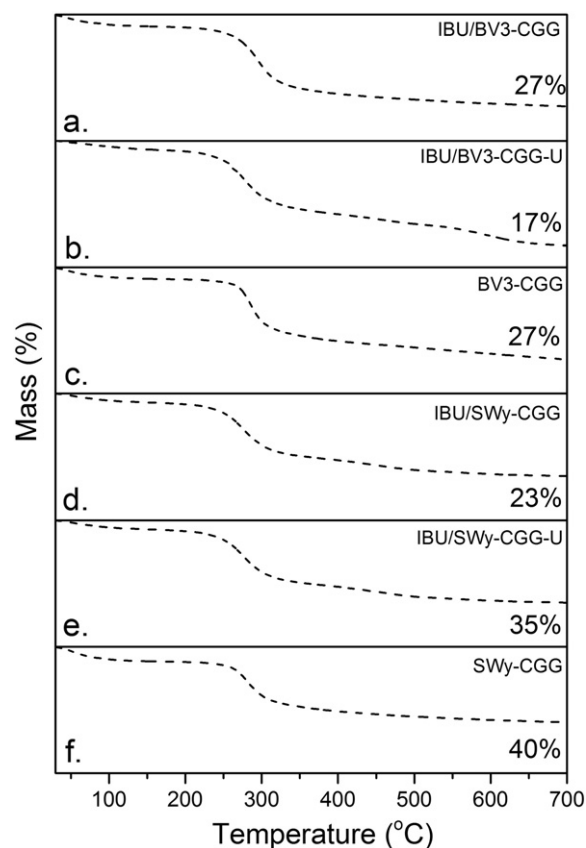 IBU/BV3-CGG
27%
a.
IBU/BV3-CGG-U
17%
b.
BV3-CGG
27%
c.
IBU/SWy-CGG
23%
d.
IBU/SWy-CGG-U
35%
e.
SWy-CGG
40%
f.
Mass (%)
100 200 300 400 500 600 700
Temperature (°C)